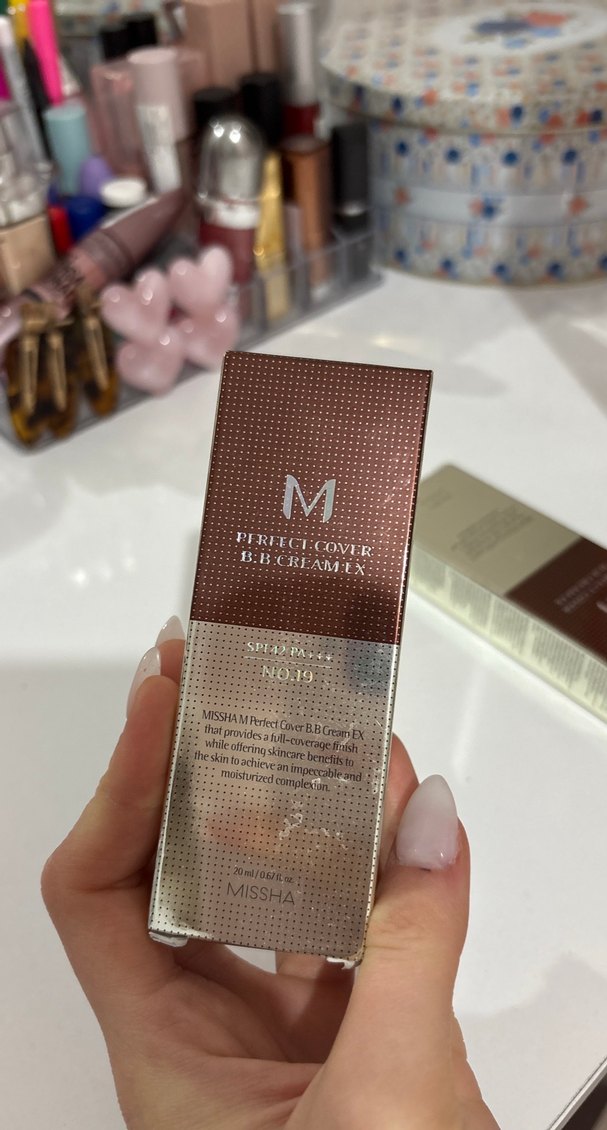 M
PERFECT COVER
B.B CREAM EX
SPF42 PA+++
NO.19
MISSHA M Perfect Cover B.B Cream EX
that provides a full-coverage finish
while offering skincare benefits to
the skin to achieve an impeccable and
moisturized complexion.
20 ml / 0.67 fl. oz.
MISSHA